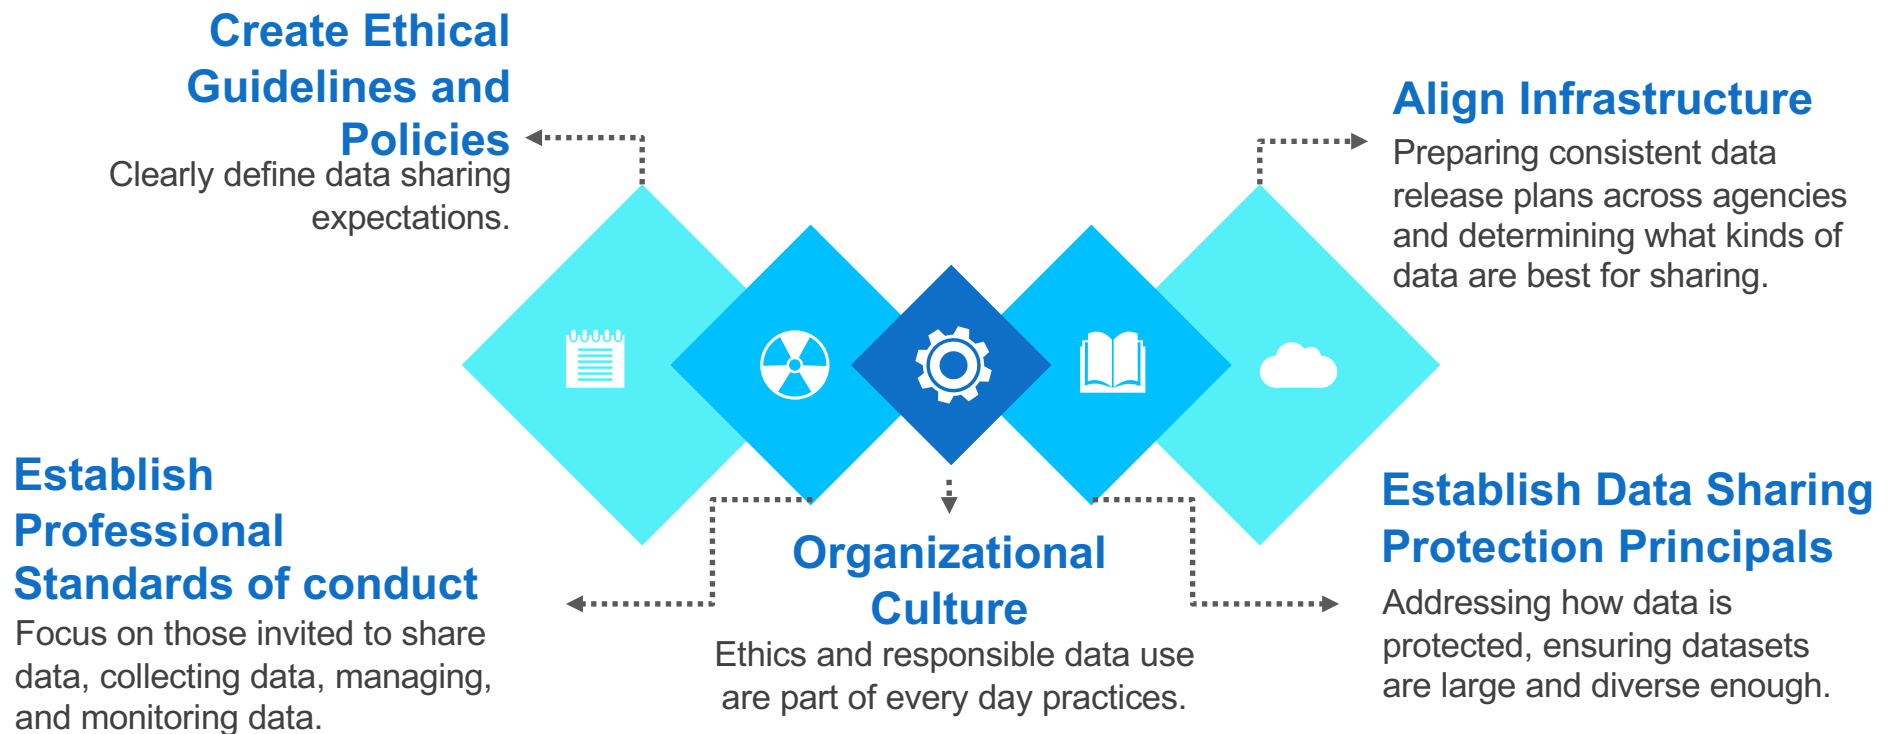 Create Ethical
Guidelines and
Policies
Clearly define data sharing
expectations.
Align Infrastructure
Preparing consistent data
release plans across agencies
and determining what kinds of
data are best for sharing.
Establish
Professional
Standards of conduct
Focus on those invited to share
data, collecting data, managing,
and monitoring data.
Organizational
Culture
Ethics and responsible data use
are part of every day practices.
Establish Data Sharing
Protection Principals
Addressing how data is
protected, ensuring datasets
are large and diverse enough.